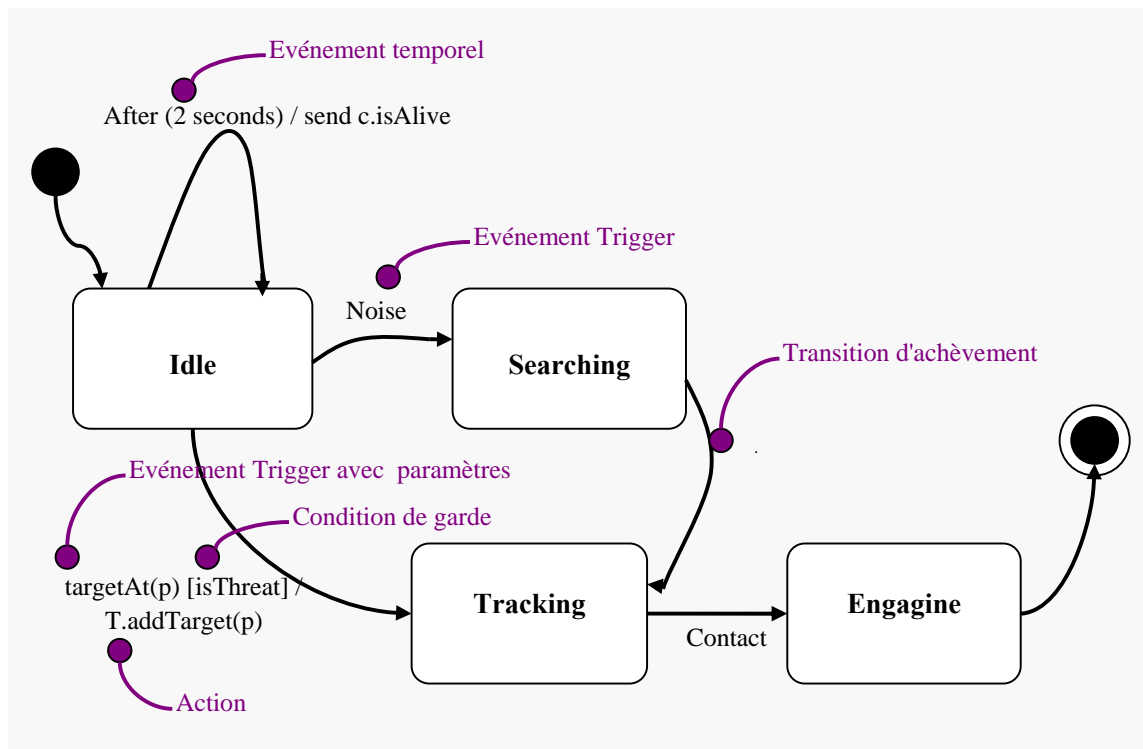 Evénement temporel
After (2 seconds) / send c.isAlive
Evénement Trigger
Noise
Transition d'achèvement
Idle
Searching
Evénement Trigger avec paramètres
Condition de garde
targetAt(p) [isThreat] /
T.addTarget(p)
Tracking
Engagine
Contact
Action